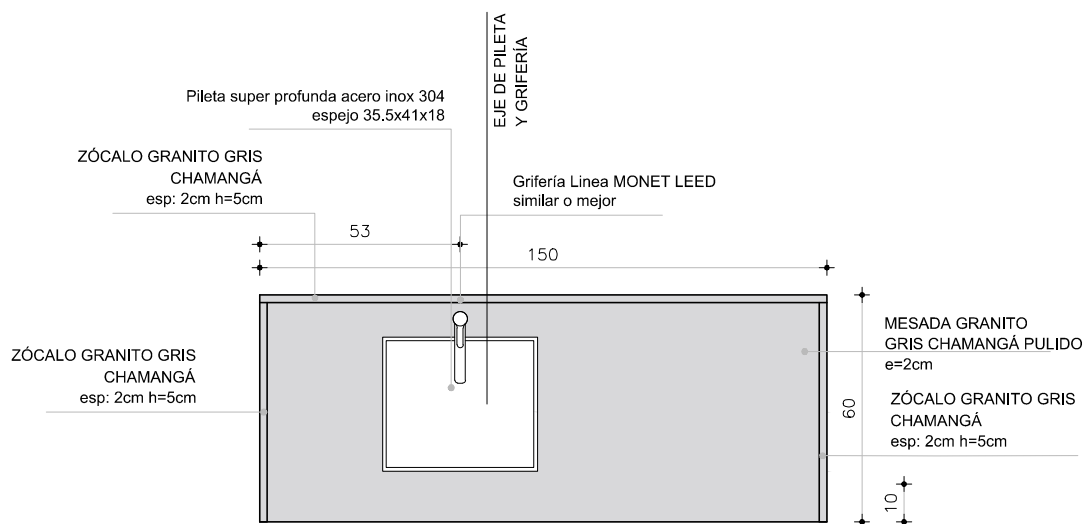 EJE DE PILETA
Y GRIFERÍA
Pileta super profunda acero inox 304
espejo 35.5x41x18
ZÓCALO GRANITO GRIS
CHAMANGÁ
esp: 2cm h=5cm
Grifería Linea MONET LEED
similar o mejor
53
150
ZÓCALO GRANITO GRIS
CHAMANGÁ
esp: 2cm h=5cm
MESADA GRANITO
GRIS CHAMANGÁ PULIDO
e=2cm
60
ZÓCALO GRANITO GRIS
CHAMANGÁ
esp: 2cm h=5cm
10